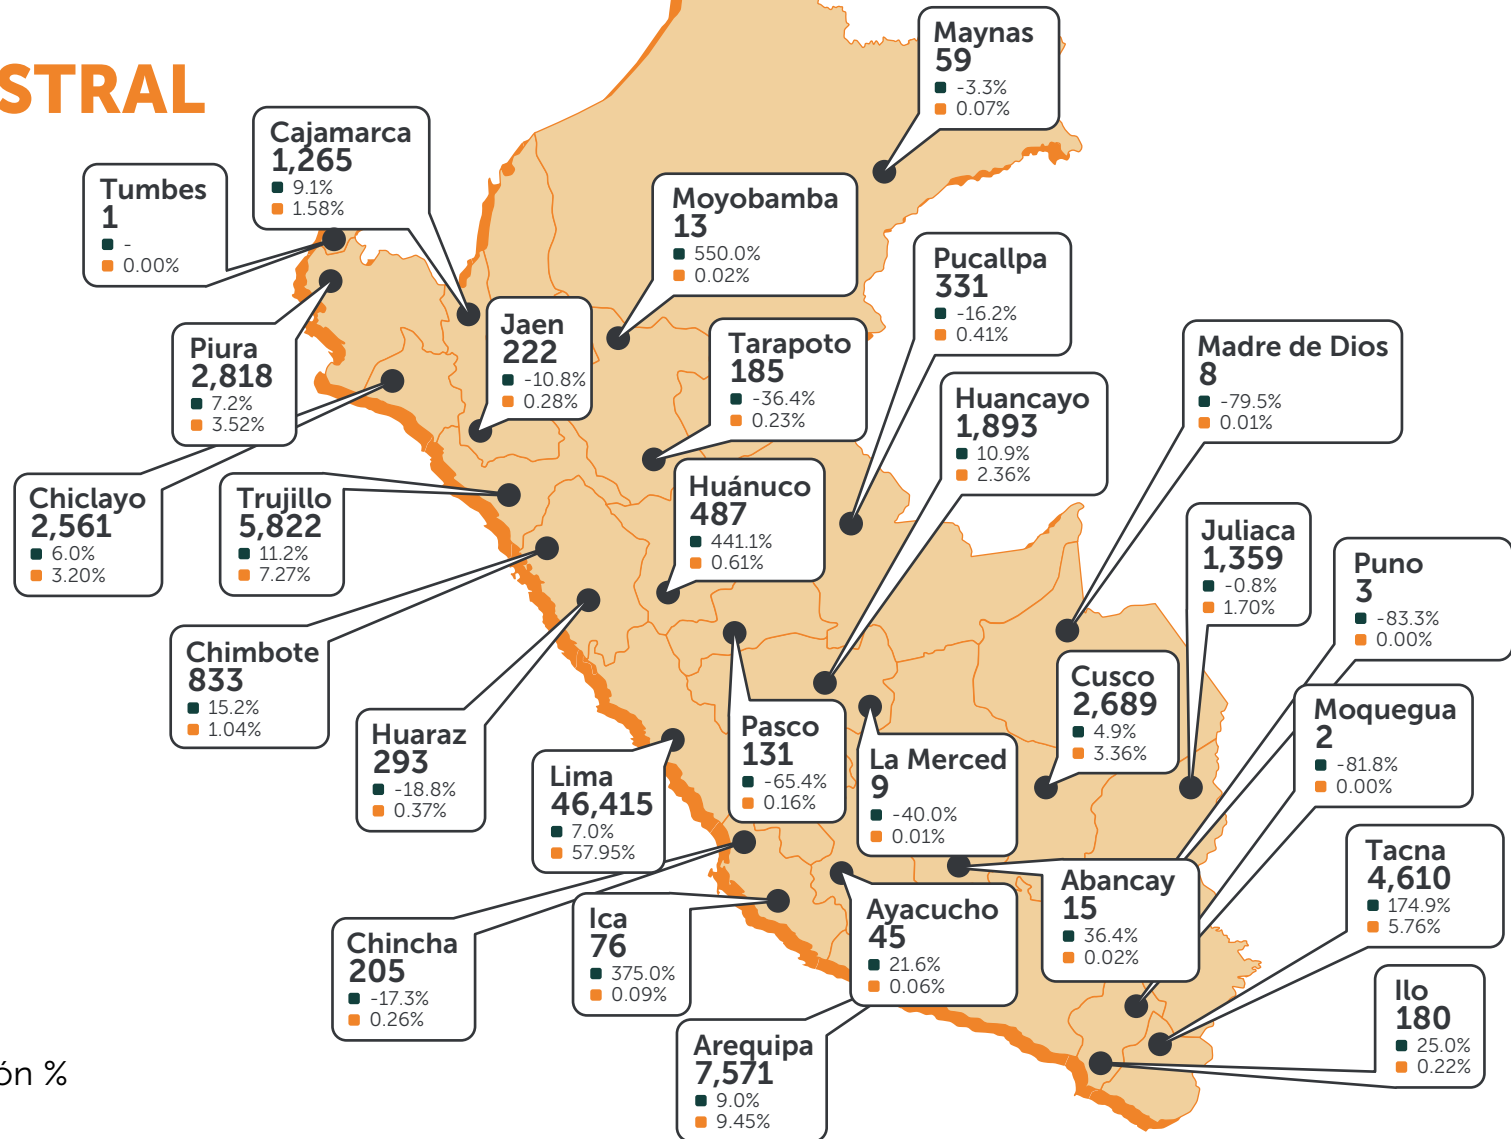 STRAL
Maynas
59
-3.3%
0.07%
Cajamarca
1,265
9.1%
1.58%
Tumbes
1
-
0.00%
Moyobamba
13
550.0%
0.02%
Pucallpa
331
-16.2%
0.41%
Jaen
222
-10.8%
0.28%
Piura
2,818
7.2%
3.52%
Tarapoto
185
-36.4%
0.23%
Madre de Dios
8
-79.5%
0.01%
Huancayo
1,893
10.9%
2.36%
Chiclayo
2,561
6.0%
3.20%
Trujillo
5,822
11.2%
7.27%
Huánuco
487
441.1%
0.61%
Juliaca
1,359
-0.8%
1.70%
Puno
3
-83.3%
0.00%
Chimbote
833
15.2%
1.04%
Huaraz
293
-18.8%
0.37%
Lima
46,415
7.0%
57.95%
Pasco
131
-65.4%
0.16%
La Merced
9
-40.0%
0.01%
Cusco
2,689
4.9%
3.36%
Moquegua
2
-81.8%
0.00%
Tacna
4,610
174.9%
5.76%
Abancay
15
36.4%
0.02%
Ayacucho
45
21.6%
0.06%
Ica
76
375.0%
0.09%
Chincha
205
-17.3%
0.26%
Ilo
180
25.0%
0.22%
Arequipa
7,571
9.0%
9.45%
ón %